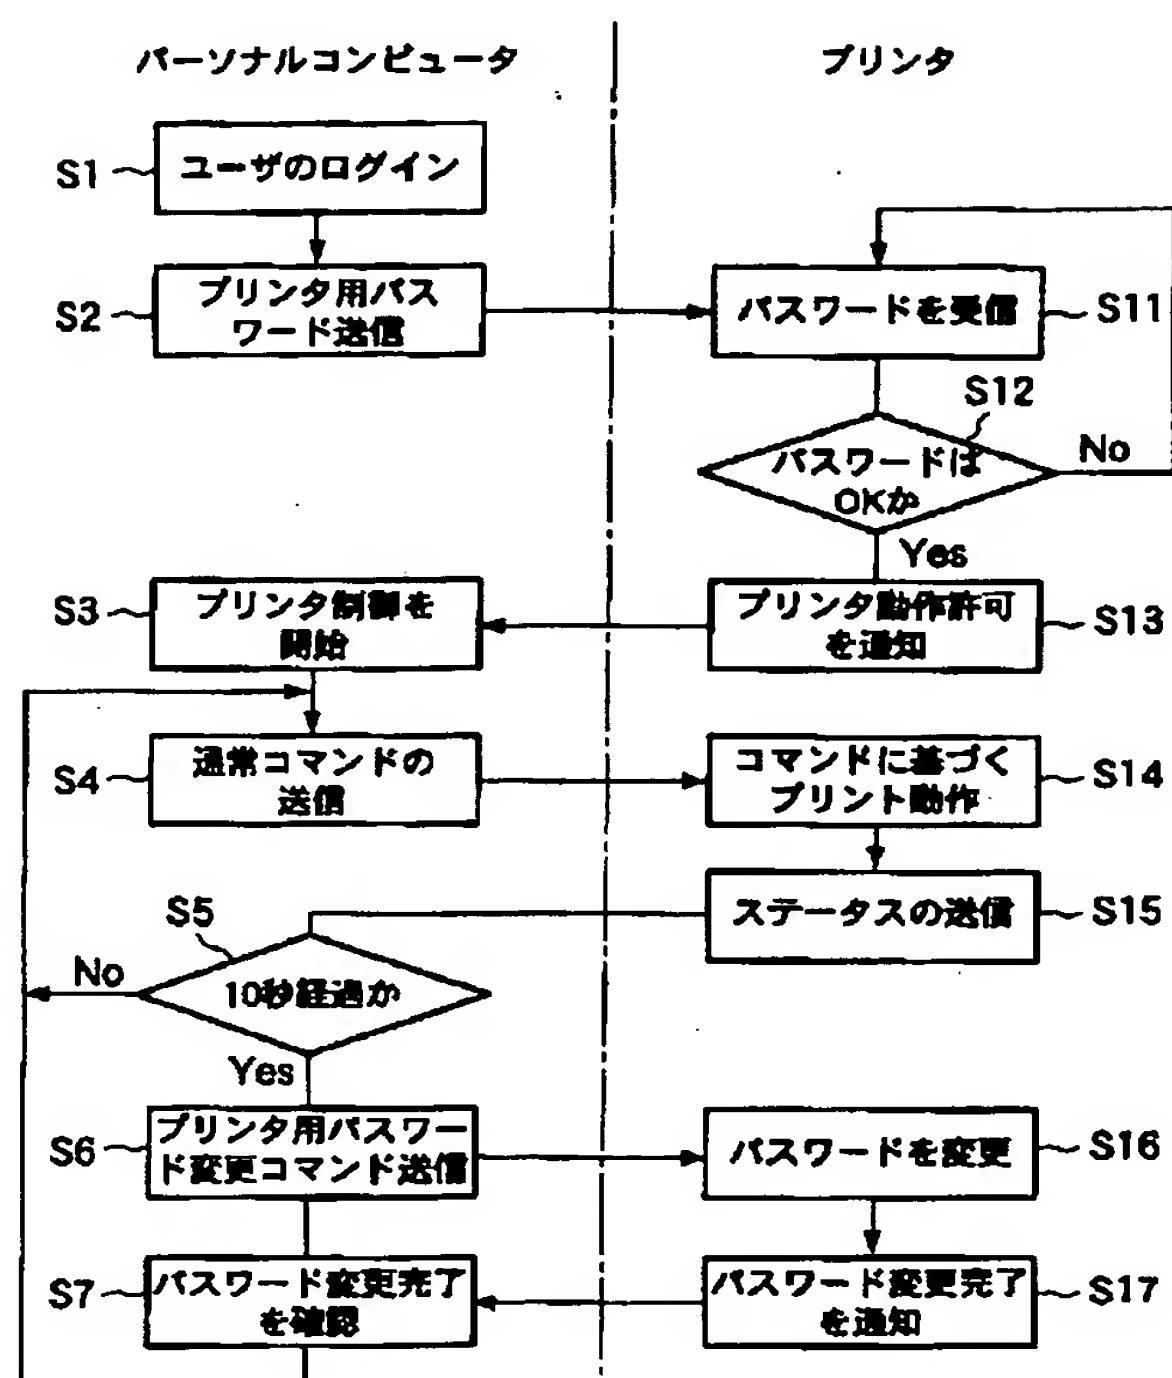 パーソナルコンピュータ
プリンタ
S1
ユーザのログイン
S2
プリンタ用パス
ワード送信
パスワードを受信
S11
S12
パスワードは
OKか
No
Yes
S3
プリンタ制御を
開始
プリンタ動作許可
を通知
S13
S4
通常コマンドの
送信
コマンドに基づく
プリント動作
S14
ステータスの送信
S15
S5
10秒経過か
No
Yes
S6
プリンタ用パスワー
ド変更コマンド送信
パスワードを変更
S16
S7
パスワード変更完了
を確認
パスワード変更完了
を通知
S17